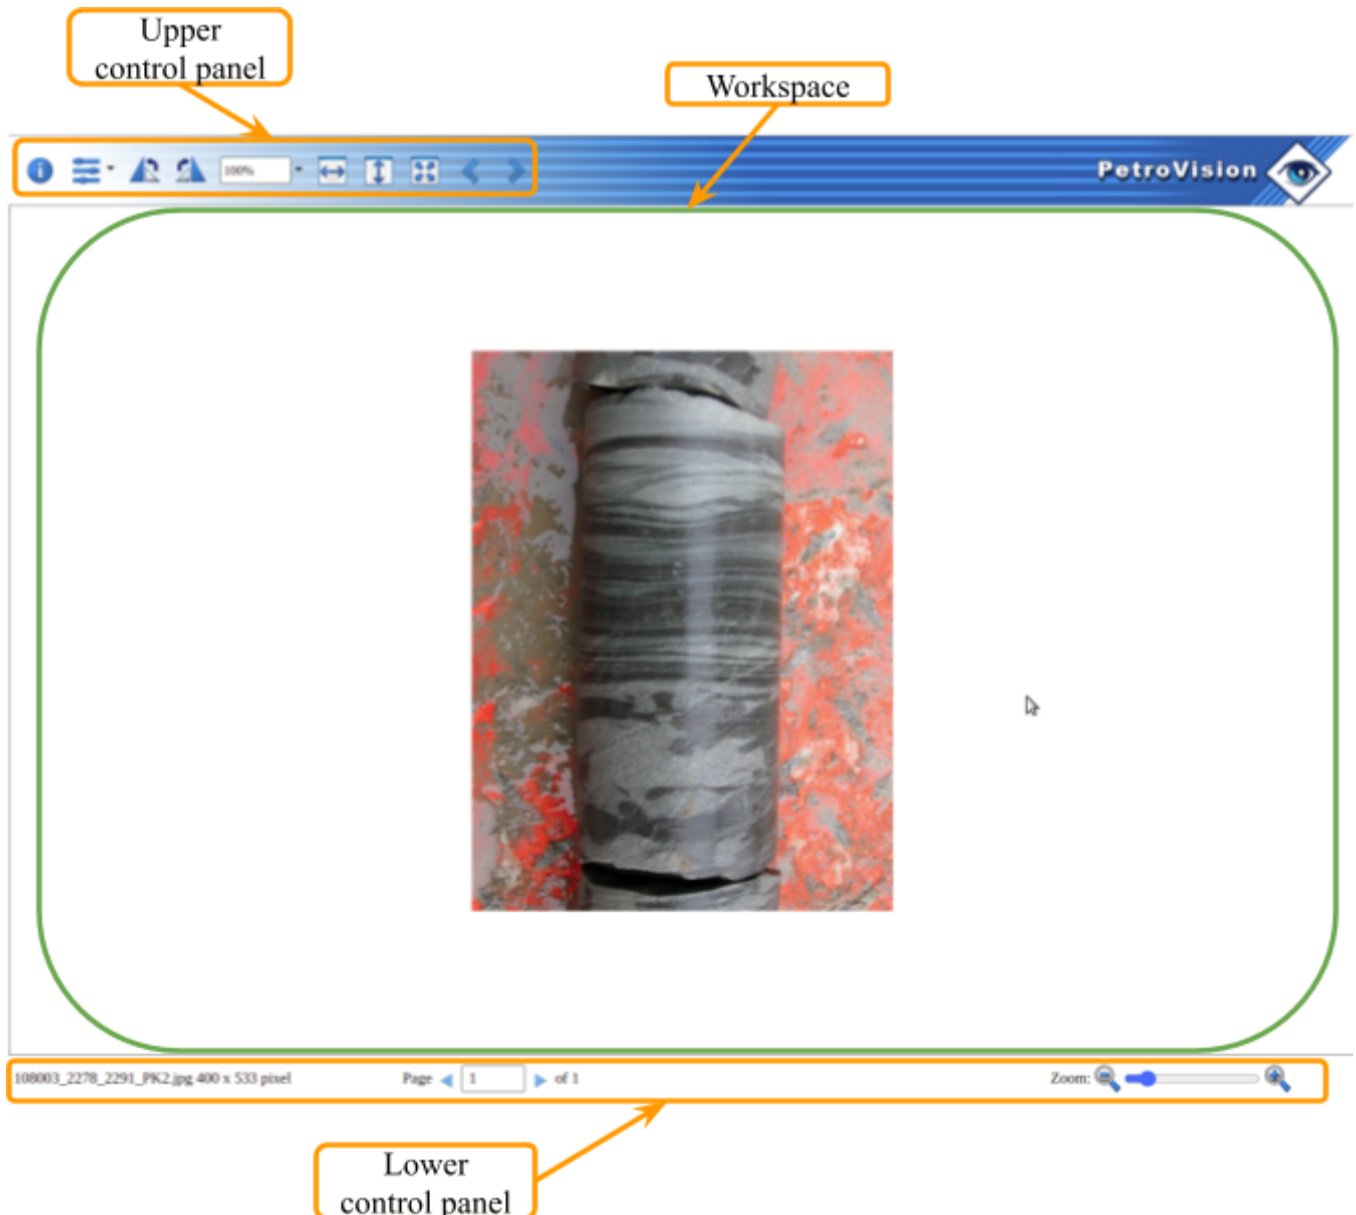 Upper
control panel
Workspace
100%
PetroVision
108003_2278_2291_PK2.jpg 400 x 533 pixel
Page 1 of 1
Zoom:
Lower
control panel